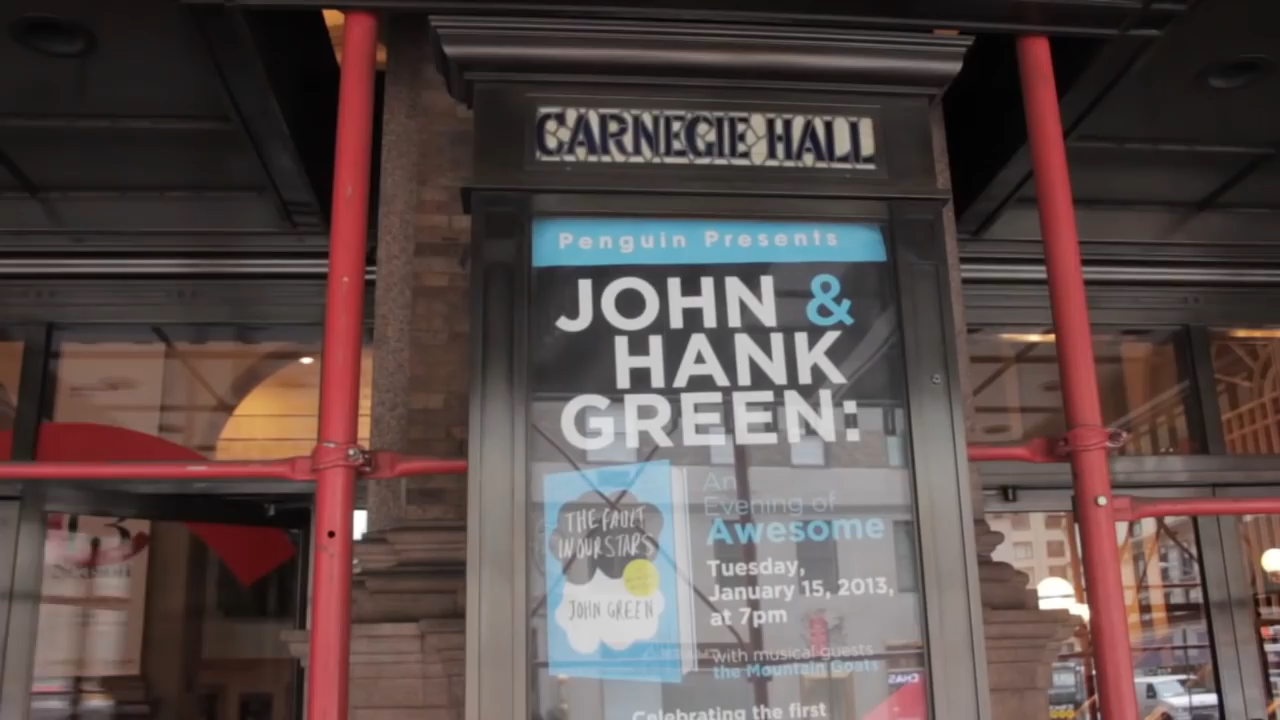 CARNEGIE HALL
Penguin Presents
JOHN &
HANK
GREEN:
THE FAULT
IN OUR STARS
JOHN GREEN
An
Evening of
Awesome
Tuesday,
January 15, 2013,
at 7pm
with musical guests
the Mountain Goats
Celebrating the first